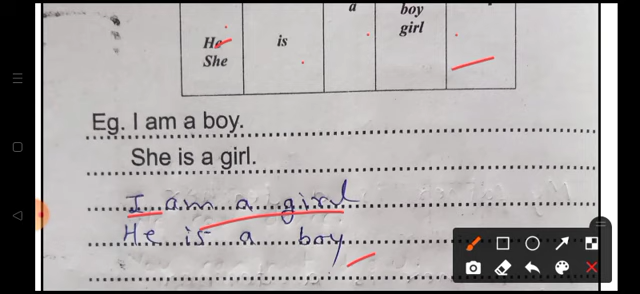 a
boy
girl
He
She
is
Eg. I am a boy.
She is a girl.
I am a girl
He is a boy